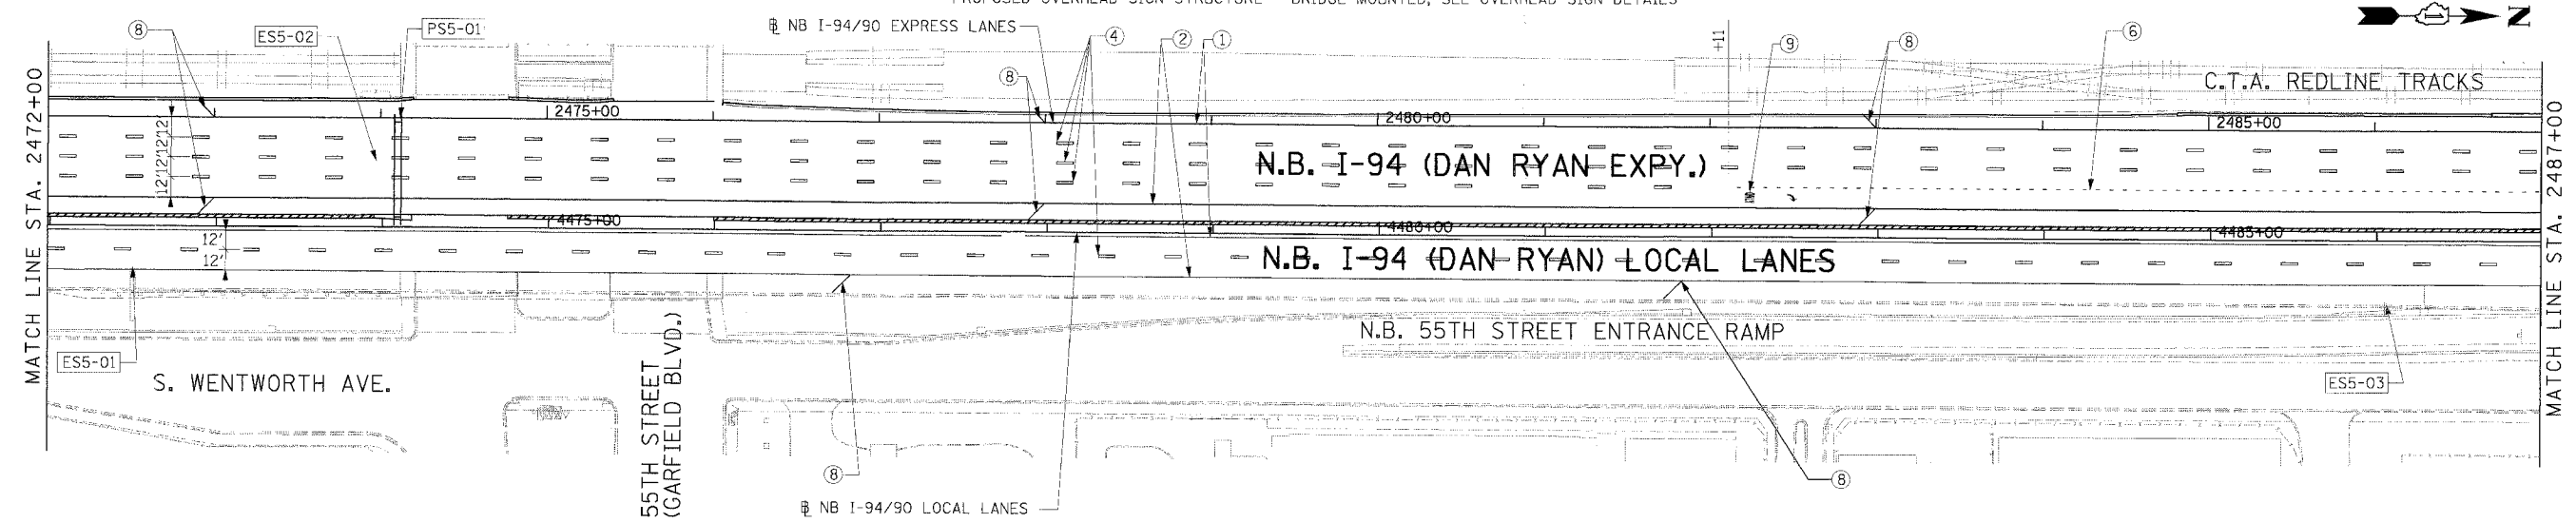 PROPOSED OVERHEAD SIGN STRUCTURE - BRIDGE MOUNTED, SEE OVERHEAD SIGN DETAILS
N
8
ES5-02
PS5-01
℄ NB I-94/90 EXPRESS LANES
4
2
1
+11
9
8
6
8
C.T.A. REDLINE TRACKS
MATCH LINE STA. 2472+00
MATCH LINE STA. 2487+00
2475+00
2480+00
2485+00
12'12'12'12'
N.B. I-94 (DAN RYAN EXPY.)
4475+00
4480+00
4485+00
12'
12'
N.B. I-94 (DAN RYAN) LOCAL LANES
N.B. 55TH STREET ENTRANCE RAMP
ES5-01
S. WENTWORTH AVE.
ES5-03
55TH STREET
(GARFIELD BLVD.)
8
8
℄ NB I-94/90 LOCAL LANES